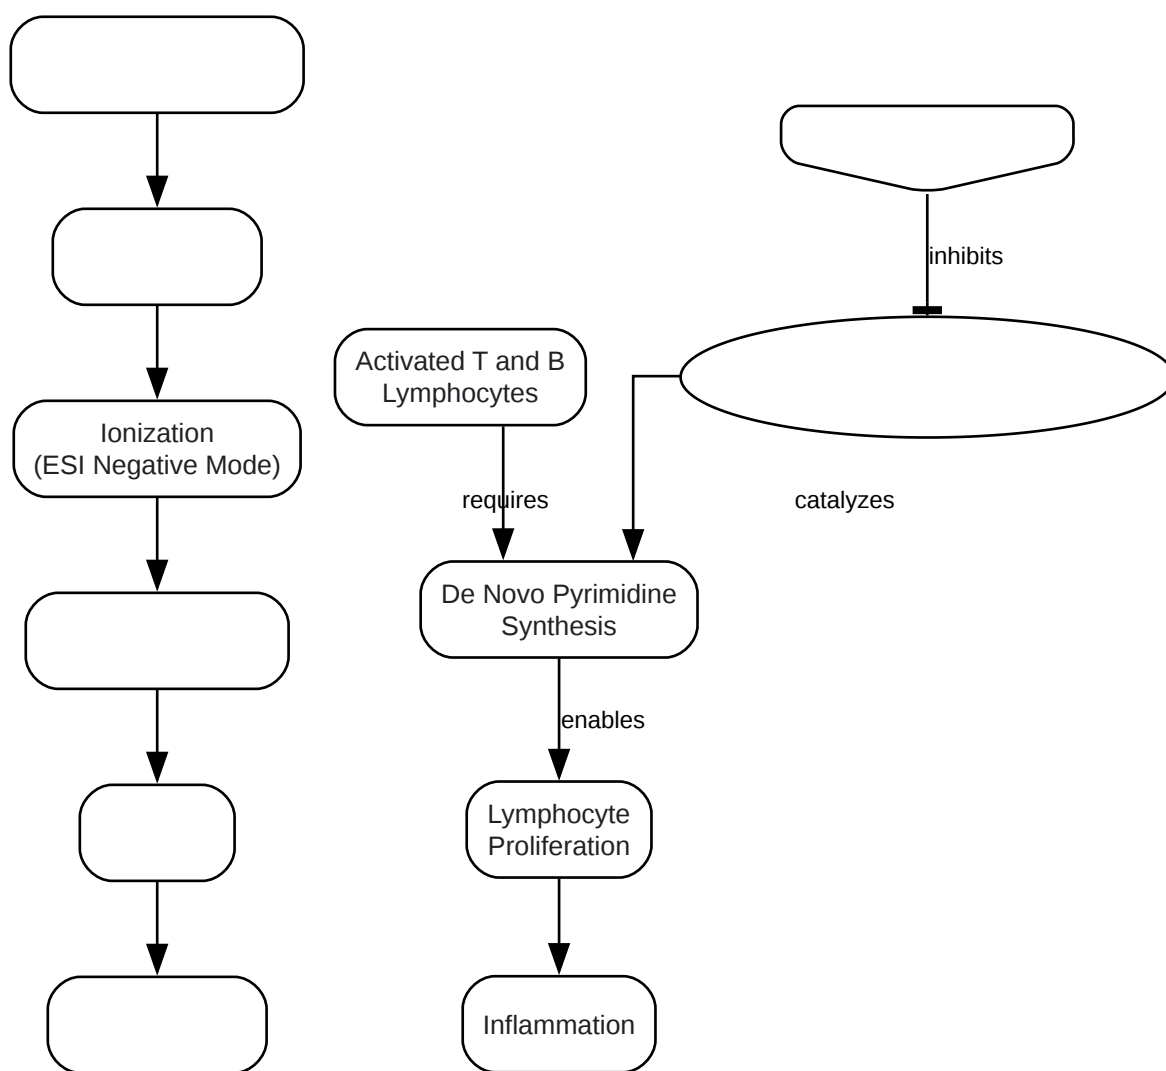 Ionization
(ESI Negative Mode)
inhibits
Activated T and B
Lymphocytes
requires
catalyzes
De Novo Pyrimidine
Synthesis
enables
Lymphocyte
Proliferation
Inflammation